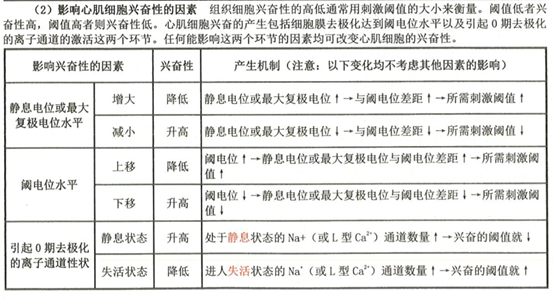 （2）影响心肌细胞兴奋性的因素 组织细胞兴奋性的高低通常用刺激阈值的大小来衡量。阈值低者兴
奋性高，阈值高者则兴奋性低。心肌细胞兴奋的产生包括细胞膜去极化达到阈电位水平以及引起 0 期去极化
的离子通道的激活这两个环节。任何能影响这两个环节的因素均可改变心肌细胞的兴奋性。
影响兴奋性的因素 兴奋性 产生机制（注意：以下变化均不考虑其他因素的影响）
静息电位或最大
复极电位水平
增大 降低 静息电位或最大复极电位↑→与阈电位差距↑→所需刺激阈值↑
减小 升高 静息电位或最大复极电位↓→与阈电位差距↓→所需刺激阈值↓
阈电位水平
上移 降低 阈电位↑→静息电位或最大复极电位与阈电位差距↑→所需刺激阈值
↑
下移 升高 阈电位↓→静息电位或最大复极电位与阈电位差距↓→所需刺激阈
值↓
引起 0 期去极化
的离子通道性状
静息状态 升高 处于静息状态的 Na+（或 L 型 Ca²⁺）通道数量↑→兴奋的阈值就↓
失活状态 降低 进人失活状态的 Na⁺（或 L 型 Ca²⁺）通道数量↑→兴奋的阈值就↑